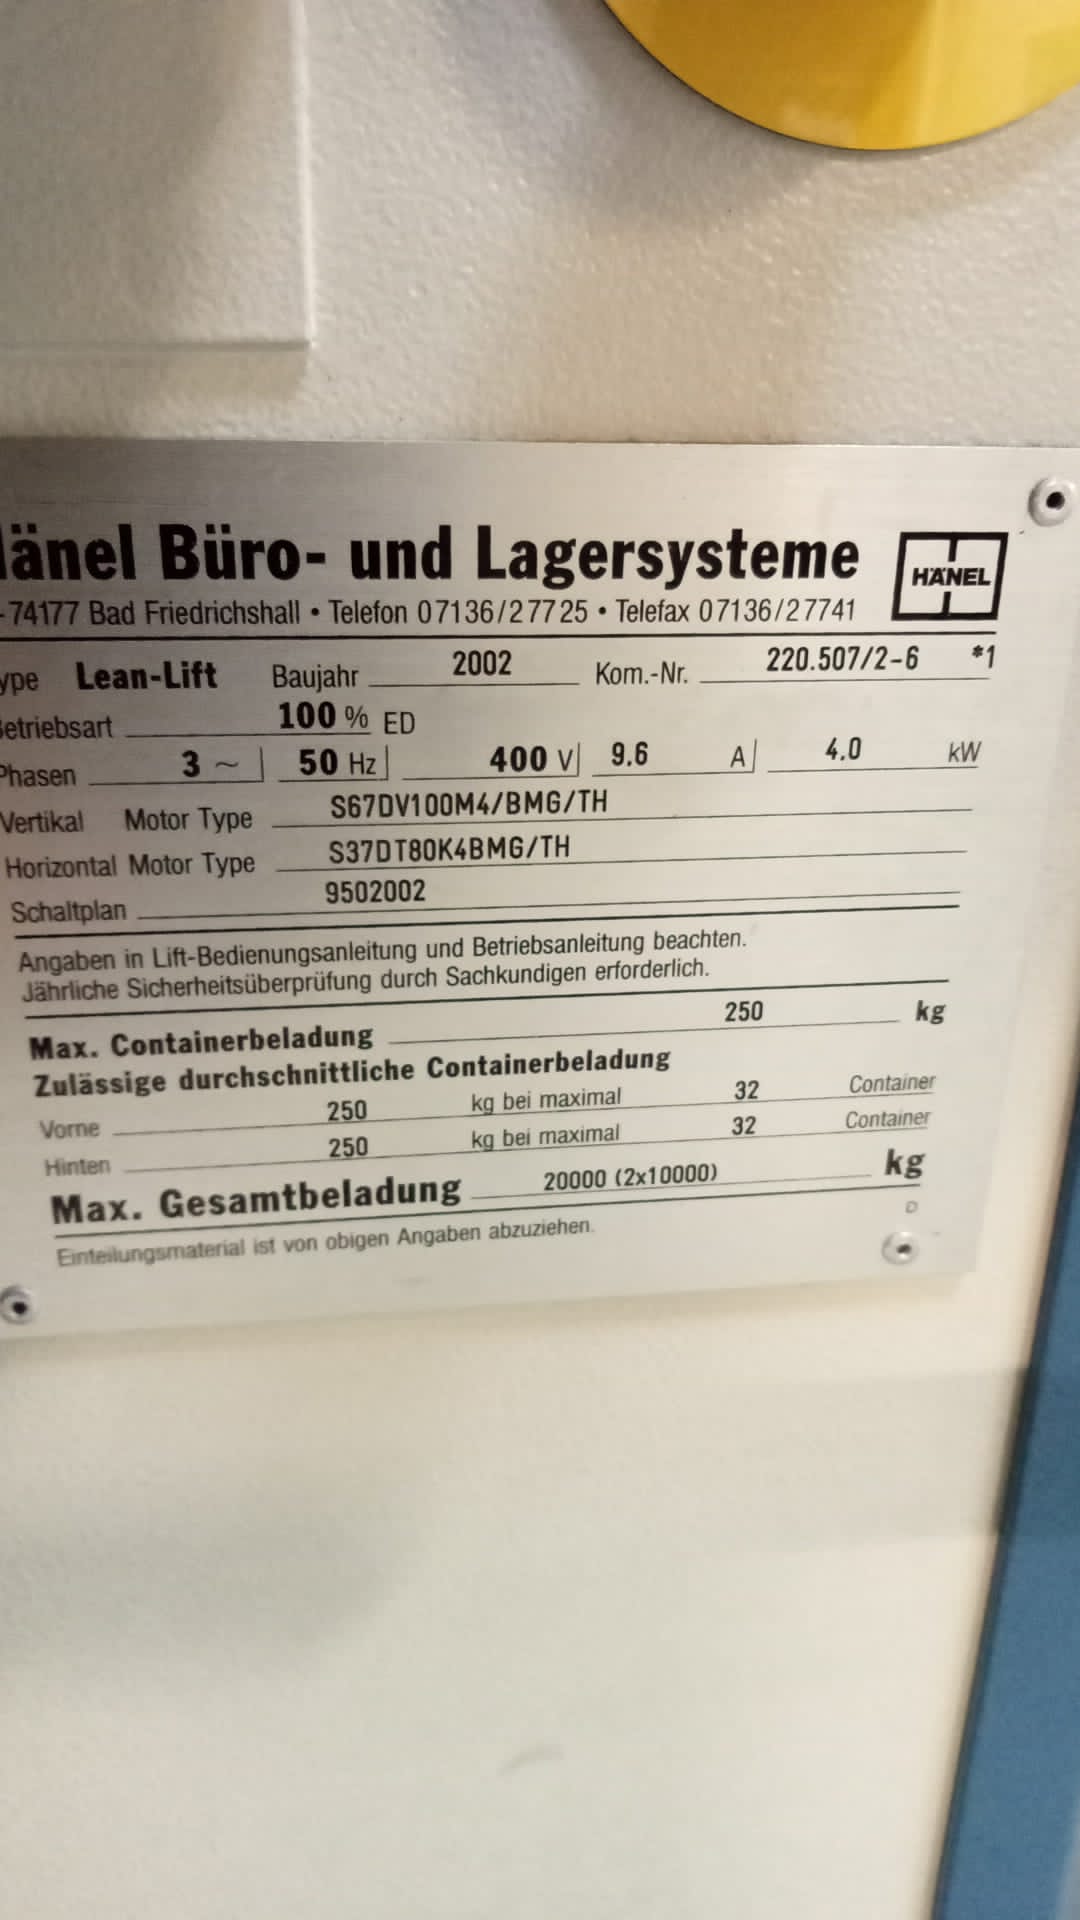 änel Büro- und Lagersysteme HÄNEL
-74177 Bad Friedrichshall • Telefon 07136/27725 • Telefax 07136/27741
ype Lean-Lift Baujahr 2002 Kom.-Nr. 220.507/2-6 *1
etriebsart 100 % ED
Phasen 3 ~ 50 Hz 400 V 9.6 A 4.0 kW
Vertikal Motor Type S67DV100M4/BMG/TH
Horizontal Motor Type S37DT80K4BMG/TH
Schaltplan 9502002
Angaben in Lift-Bedienungsanleitung und Betriebsanleitung beachten.
Jährliche Sicherheitsüberprüfung durch Sachkundigen erforderlich.
Max. Containerbeladung 250 kg
Zulässige durchschnittliche Containerbeladung
Vorne 250 kg bei maximal 32 Container
Hinten 250 kg bei maximal 32 Container
Max. Gesamtbeladung 20000 (2x10000) kg
Einteilungsmaterial ist von obigen Angaben abzuziehen. D